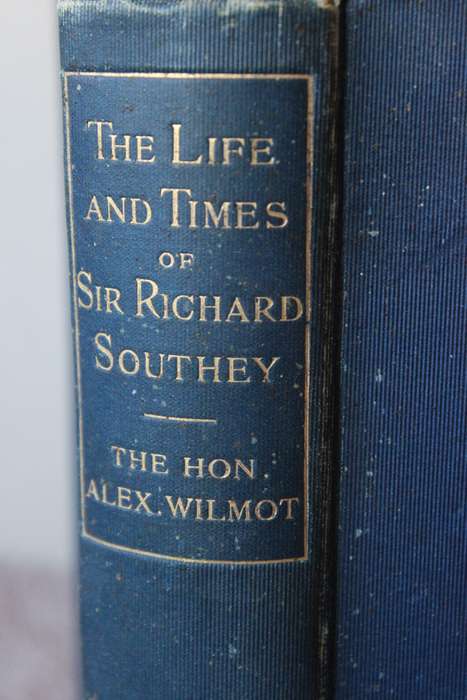 THE LIFE
AND TIMES
OF
SIR RICHARD
SOUTHEY
THE HON.
ALEX. WILMOT